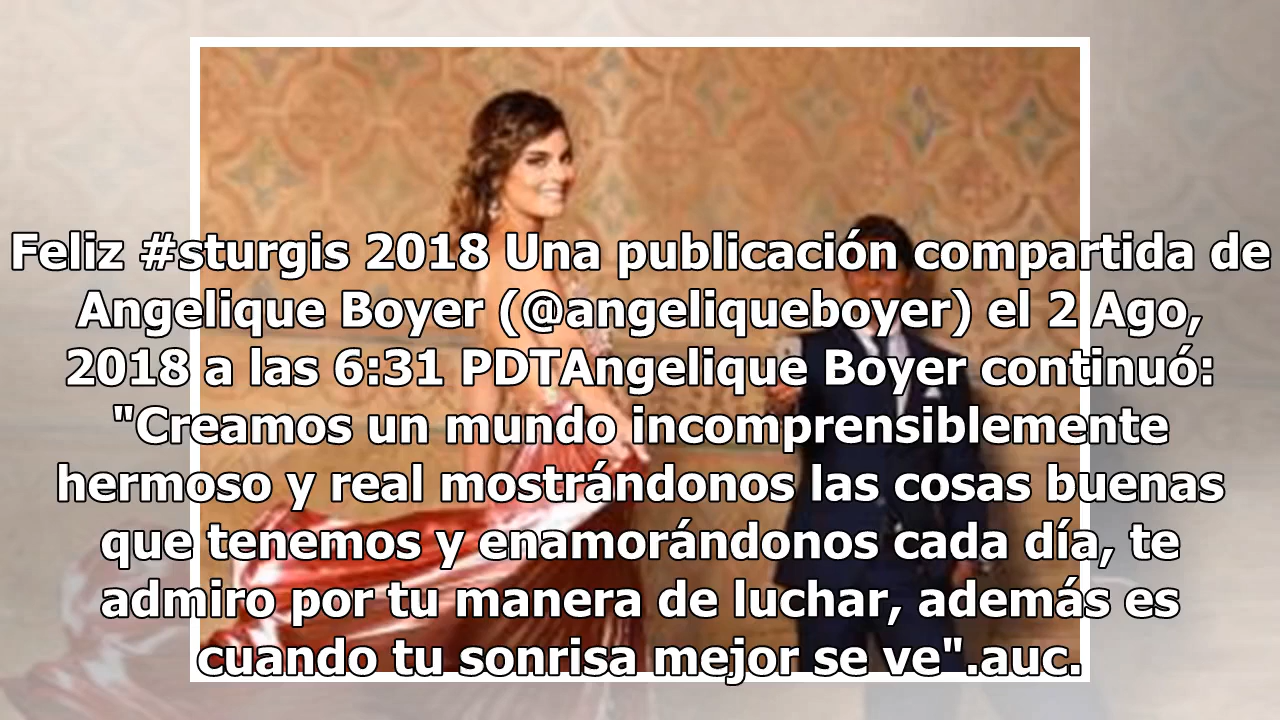 Feliz #sturgis 2018 Una publicación compartida de
Angelique Boyer (@angeliqueboyer) el 2 Ago,
2018 a las 6:31 PDTAngelique Boyer continuó:
"Creamos un mundo incomprensiblemente
hermoso y real mostrándonos las cosas buenas
que tenemos y enamorándonos cada día, te
admiro por tu manera de luchar, además es
cuando tu sonrisa mejor se ve".auc.